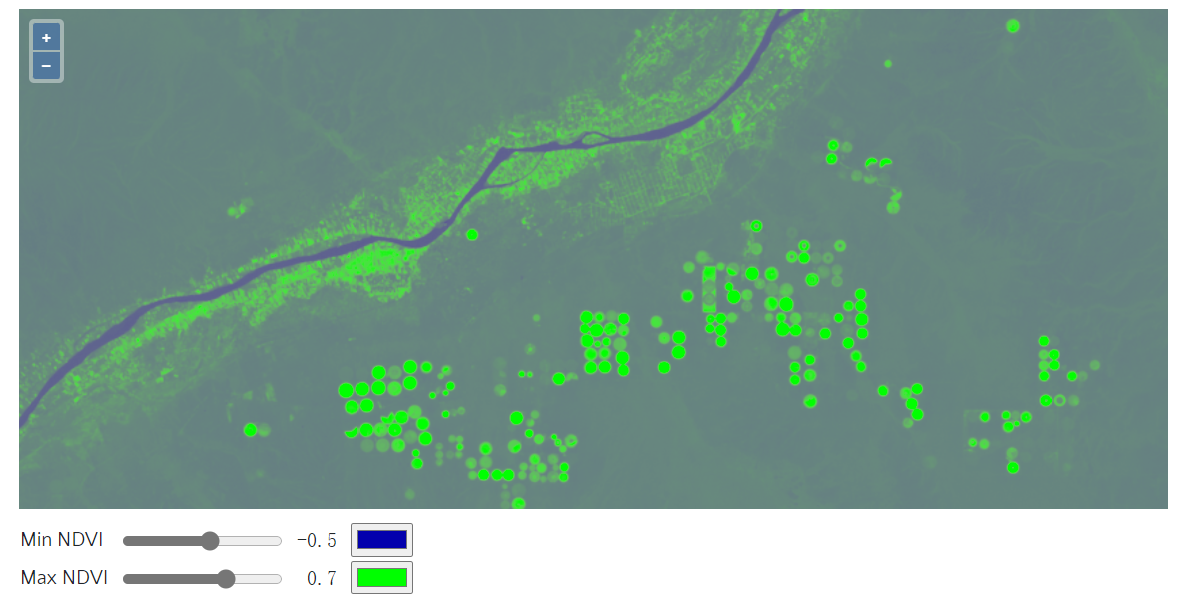 +
−
Min NDVI -0.5
Max NDVI 0.7